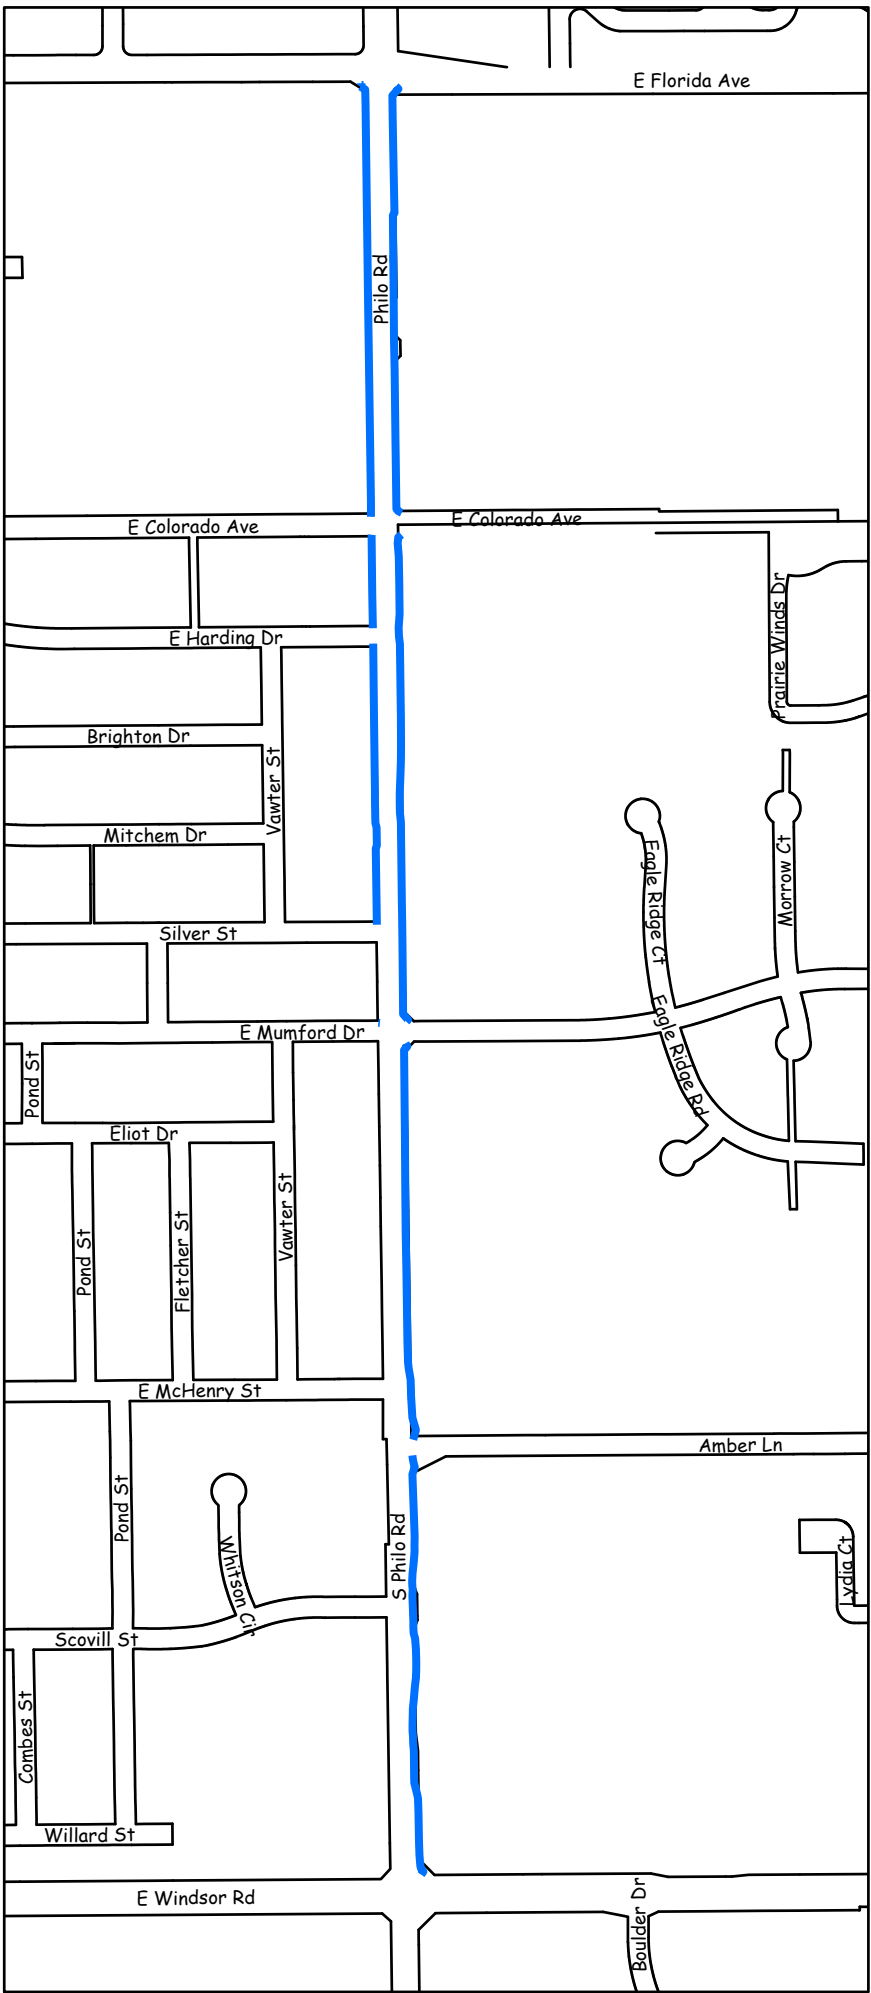 E Florida Ave
Philo Rd
E Colorado Ave
E Colorado Ave
Prairie Winds Dr
E Harding Dr
Brighton Dr
Vawter St
Mitchem Dr
Eagle Ridge Ct
Morrow Ct
Silver St
E Mumford Dr
Eagle Ridge Rd
Pond St
Eliot Dr
Pond St
Fletcher St
Vawter St
E McHenry St
Amber Ln
Pond St
S Philo Rd
Whitson Cir
Lydia Ct
Scovill St
Combes St
Willard St
E Windsor Rd
Boulder Dr